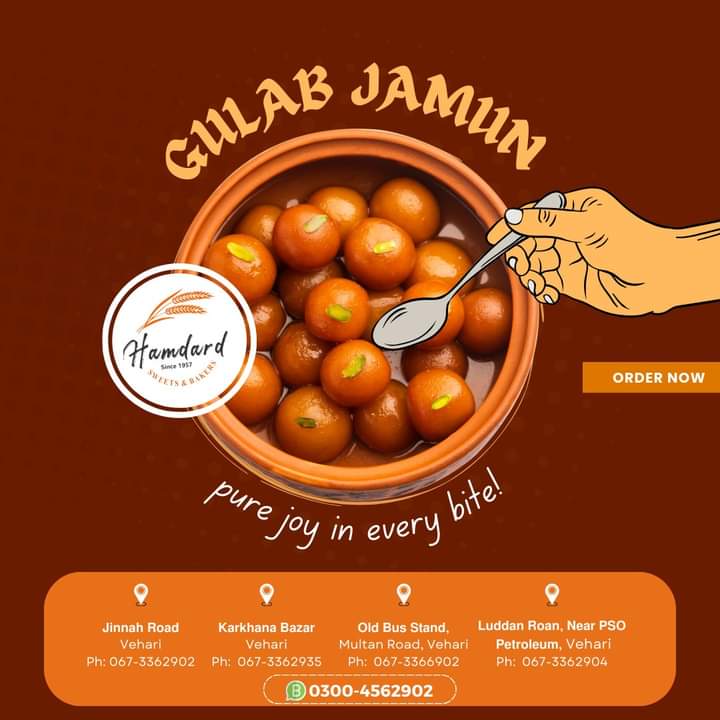 GULAB JAMUN
Hamdard
Since 1957
SWEETS & BAKERS
ORDER NOW
pure joy in every bite!
Jinnah Road
Vehari
Ph: 067-3362902
Karkhana Bazar
Vehari
Ph: 067-3362935
Old Bus Stand,
Multan Road, Vehari
Ph: 067-3366902
Luddan Roan, Near PSO
Petroleum, Vehari
Ph: 067-3362904
0300-4562902